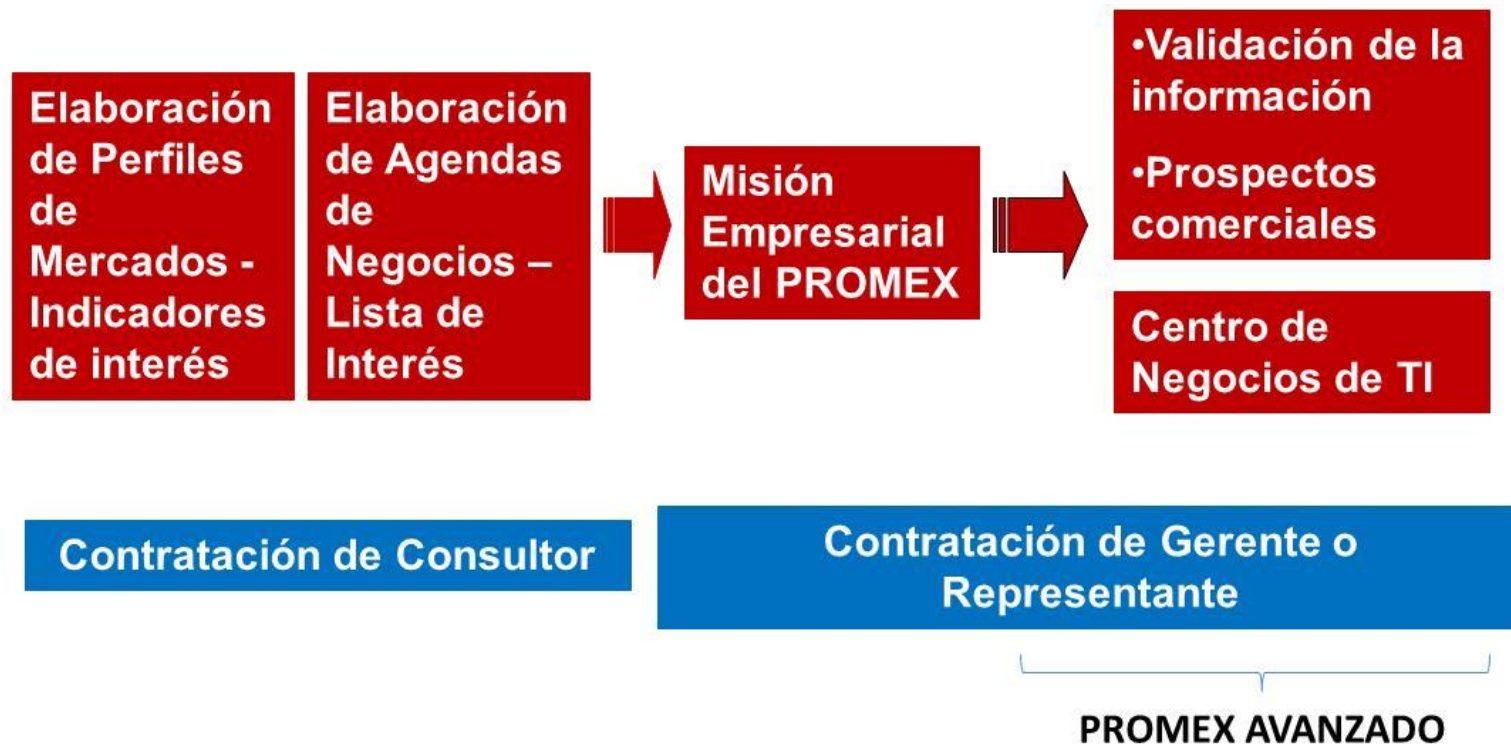 Elaboración
de Perfiles
de
Mercados -
Indicadores
de interés
Elaboración
de Agendas
de
Negocios –
Lista de
Interés
Misión
Empresarial
del PROMEX
•Validación de la
información
•Prospectos
comerciales
Centro de
Negocios de TI
Contratación de Consultor
Contratación de Gerente o
Representante
PROMEX AVANZADO